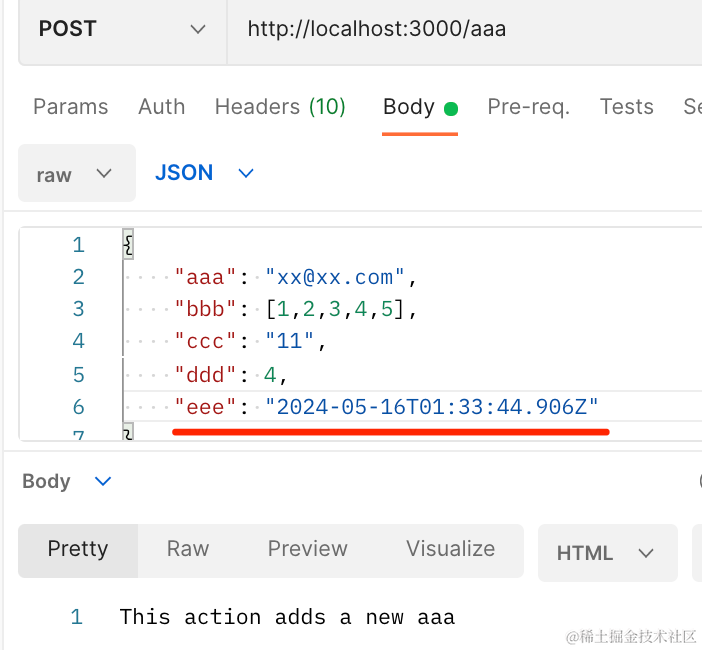 POST http://localhost:3000/aaa
Params Auth Headers (10) Body Pre-req. Tests Se
raw JSON
1 {
2 "aaa": "xx@xx.com",
3 "bbb": [1,2,3,4,5],
4 "ccc": "11",
5 "ddd": 4,
6 "eee": "2024-05-16T01:33:44.906Z"
7 }
Body
Pretty Raw Preview Visualize HTML
1 This action adds a new aaa
@稀土掘金技术社区